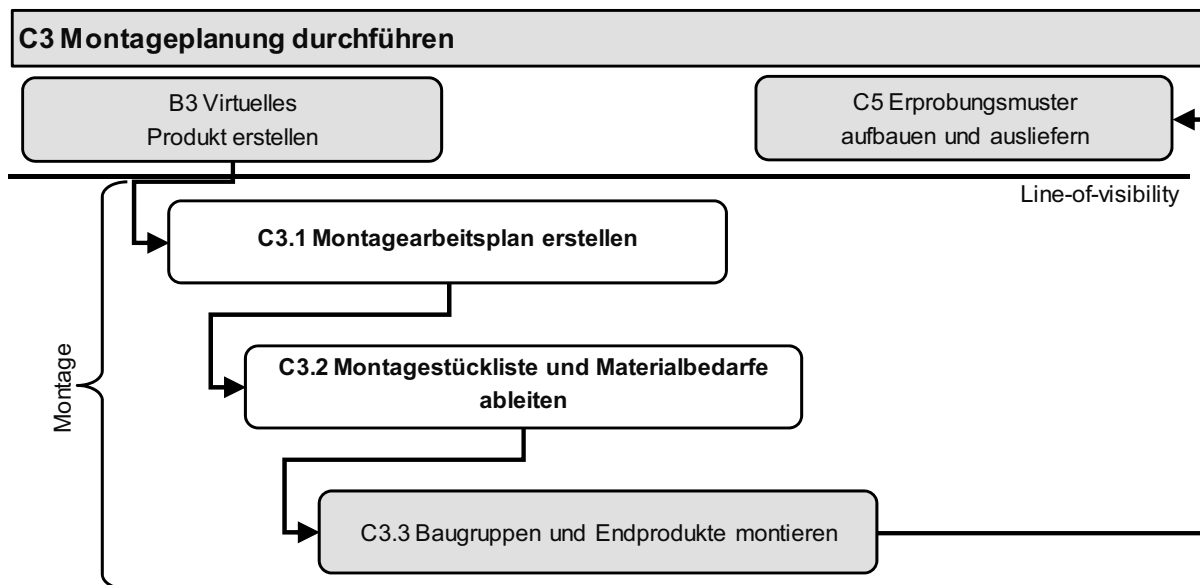 C3 Montageplanung durchführen
B3 Virtuelles
Produkt erstellen
C5 Erprobungsmuster
aufbauen und ausliefern
Line-of-visibility
C3.1 Montagearbeitsplan erstellen
C3.2 Montagestückliste und Materialbedarfe
ableiten
Montage
C3.3 Baugruppen und Endprodukte montieren